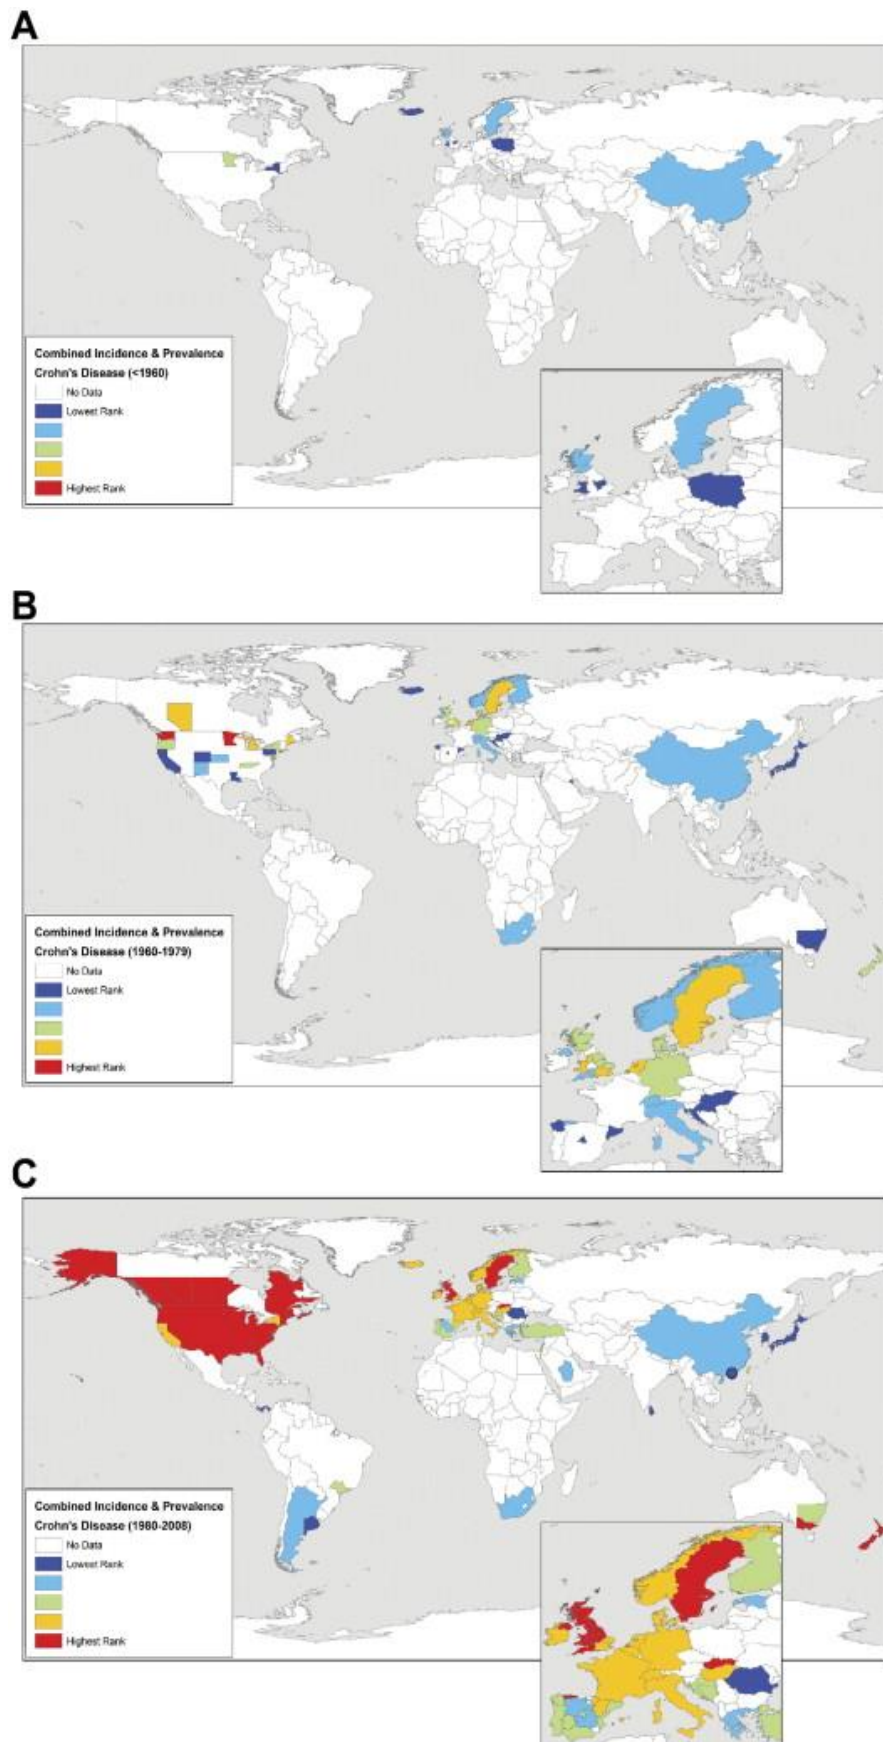 A
Combined Incidence & Prevalence
Crohn's Disease (<1960)
No Data
Lowest Rank
Highest Rank
B
Combined Incidence & Prevalence
Crohn's Disease (1960-1979)
No Data
Lowest Rank
Highest Rank
C
Combined Incidence & Prevalence
Crohn's Disease (1980-2008)
No Data
Lowest Rank
Highest Rank